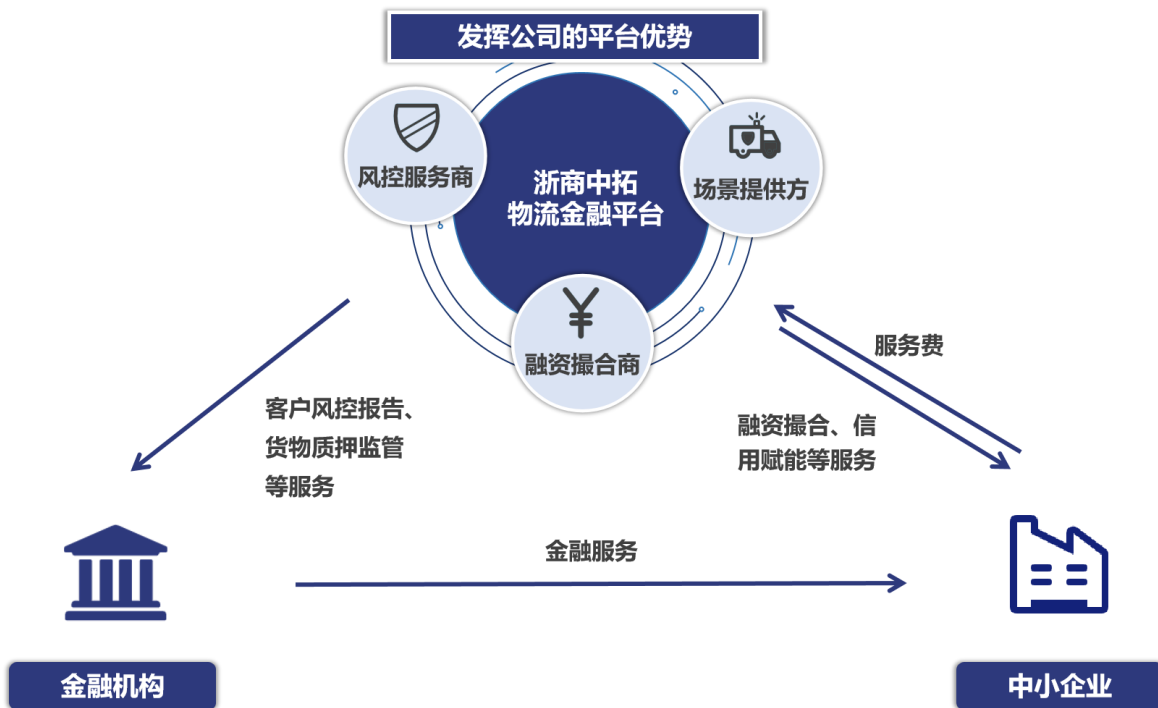 发挥公司的平台优势
风控服务商
场景提供方
浙商中拓
物流金融平台
¥
融资撮合商
服务费
客户风控报告、
货物质押监管
等服务
融资撮合、信
用赋能等服务
金融服务
金融机构
中小企业